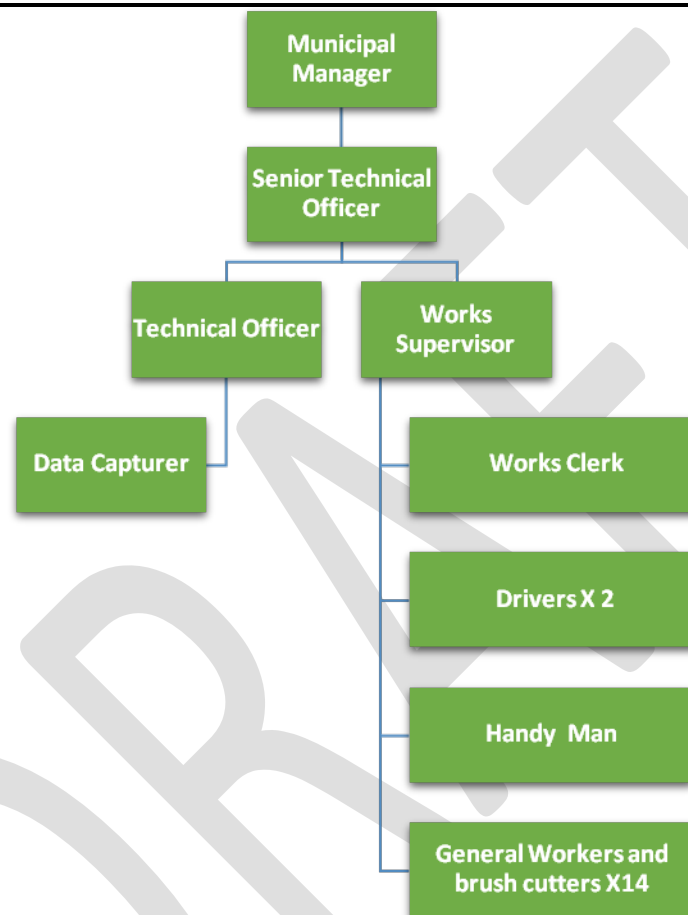 Municipal
Manager
Senior Technical
Officer
Technical Officer
Works
Supervisor
Data Capturer
Works Clerk
Drivers X 2
Handy Man
General Workers and
brush cutters X14
DRAFT